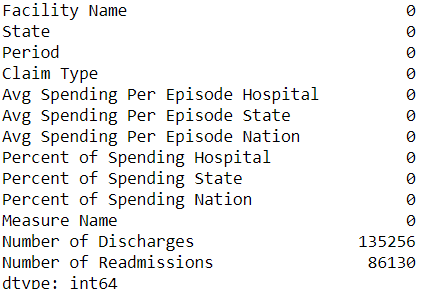 Facility Name 0
State 0
Period 0
Claim Type 0
Avg Spending Per Episode Hospital 0
Avg Spending Per Episode State 0
Avg Spending Per Episode Nation 0
Percent of Spending Hospital 0
Percent of Spending State 0
Percent of Spending Nation 0
Measure Name 0
Number of Discharges 135256
Number of Readmissions 86130
dtype: int64